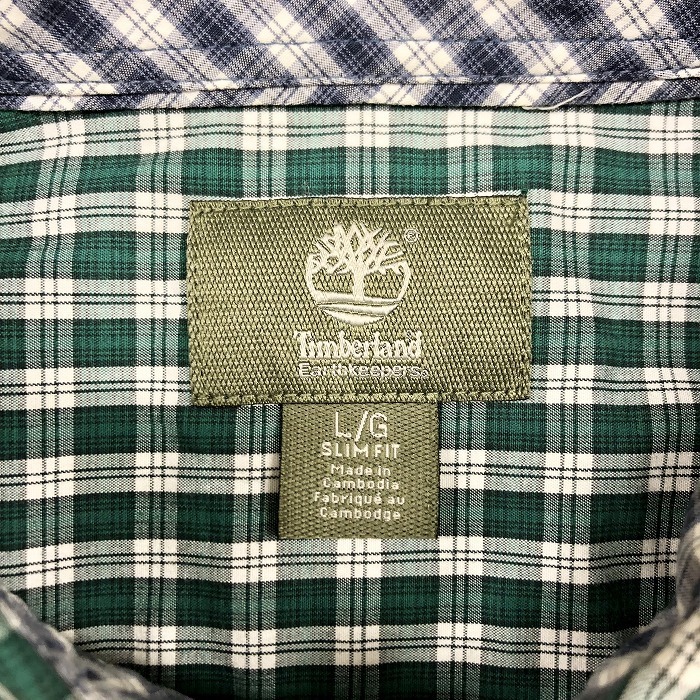 ®
Timberland
Earthkeepers®
L/G
SLIM FIT
Made in
Cambodia
Fabriqué au
Cambodge